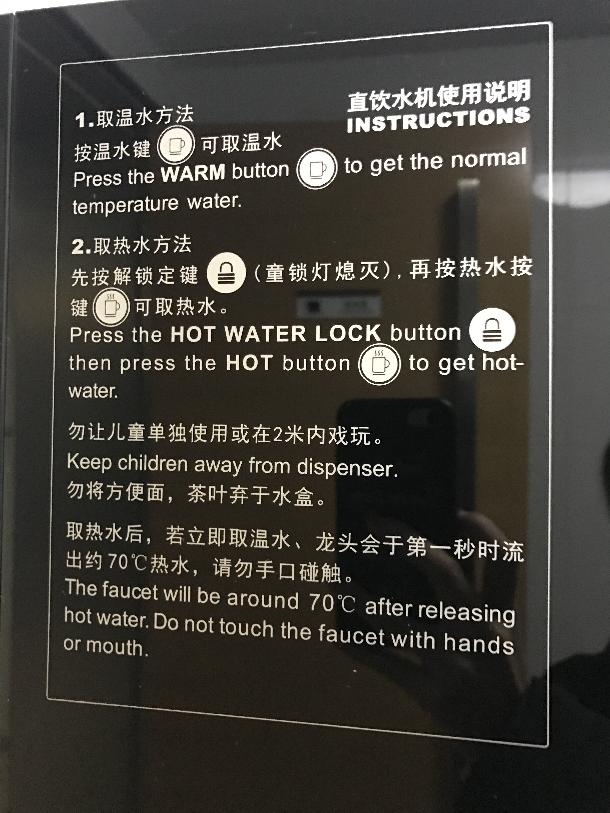 直饮水机使用说明
INSTRUCTIONS
1.取温水方法
按温水键 可取温水
Press the WARM button to get the normal
temperature water.
2.取热水方法
先按解锁定键 (童锁灯熄灭),再按热水按
键 可取热水。
Press the HOT WATER LOCK button
then press the HOT button to get hot-
water.
勿让儿童单独使用或在2米内戏玩。
Keep children away from dispenser.
勿将方便面，茶叶弃于水盒。
取热水后，若立即取温水、龙头会于第一秒时流
出约70℃热水，请勿手口碰触。
The faucet will be around 70℃ after releasing
hot water. Do not touch the faucet with hands
or mouth.